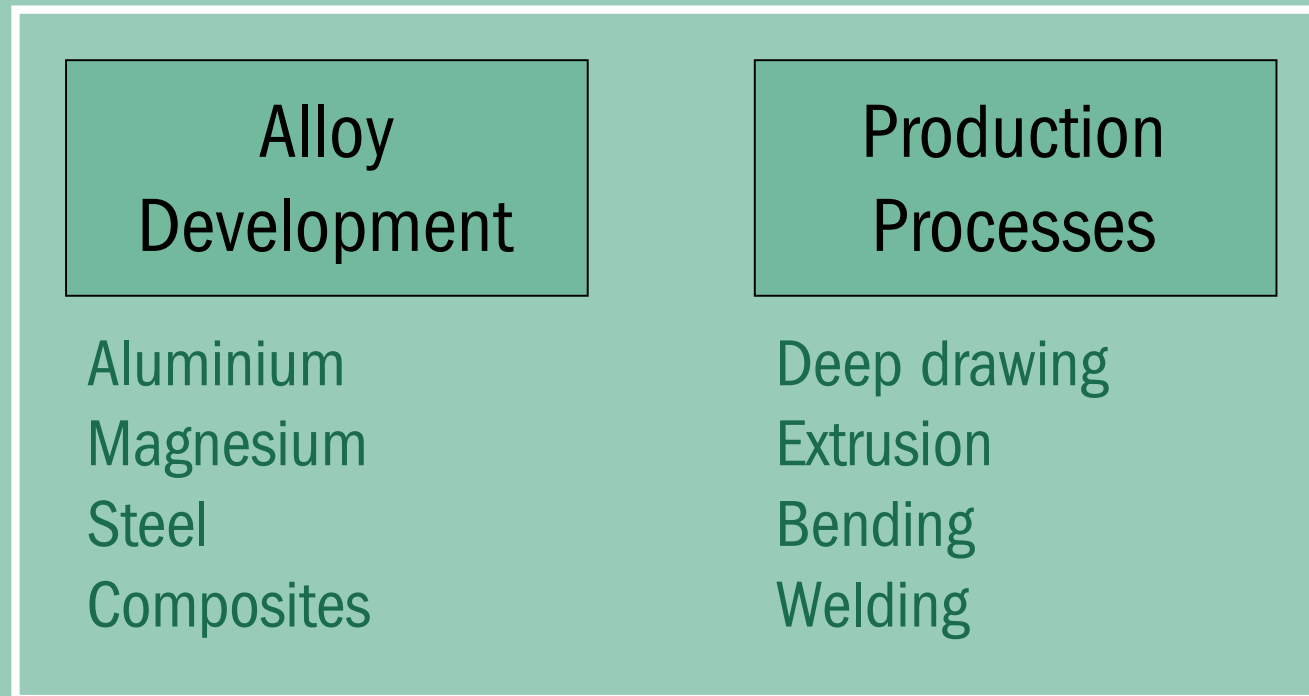 Alloy
Development
Aluminium
Magnesium
Steel
Composites
Production
Processes
Deep drawing
Extrusion
Bending
Welding